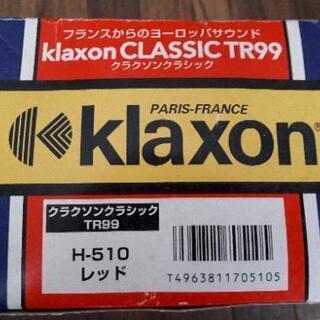 フランスからのヨーロッパサウンド
klaxon CLASSIC TR99
クラクソンクラシック
PARIS-FRANCE
klaxon
クラクソンクラシック
TR99
H-510
レッド
T4963811705105